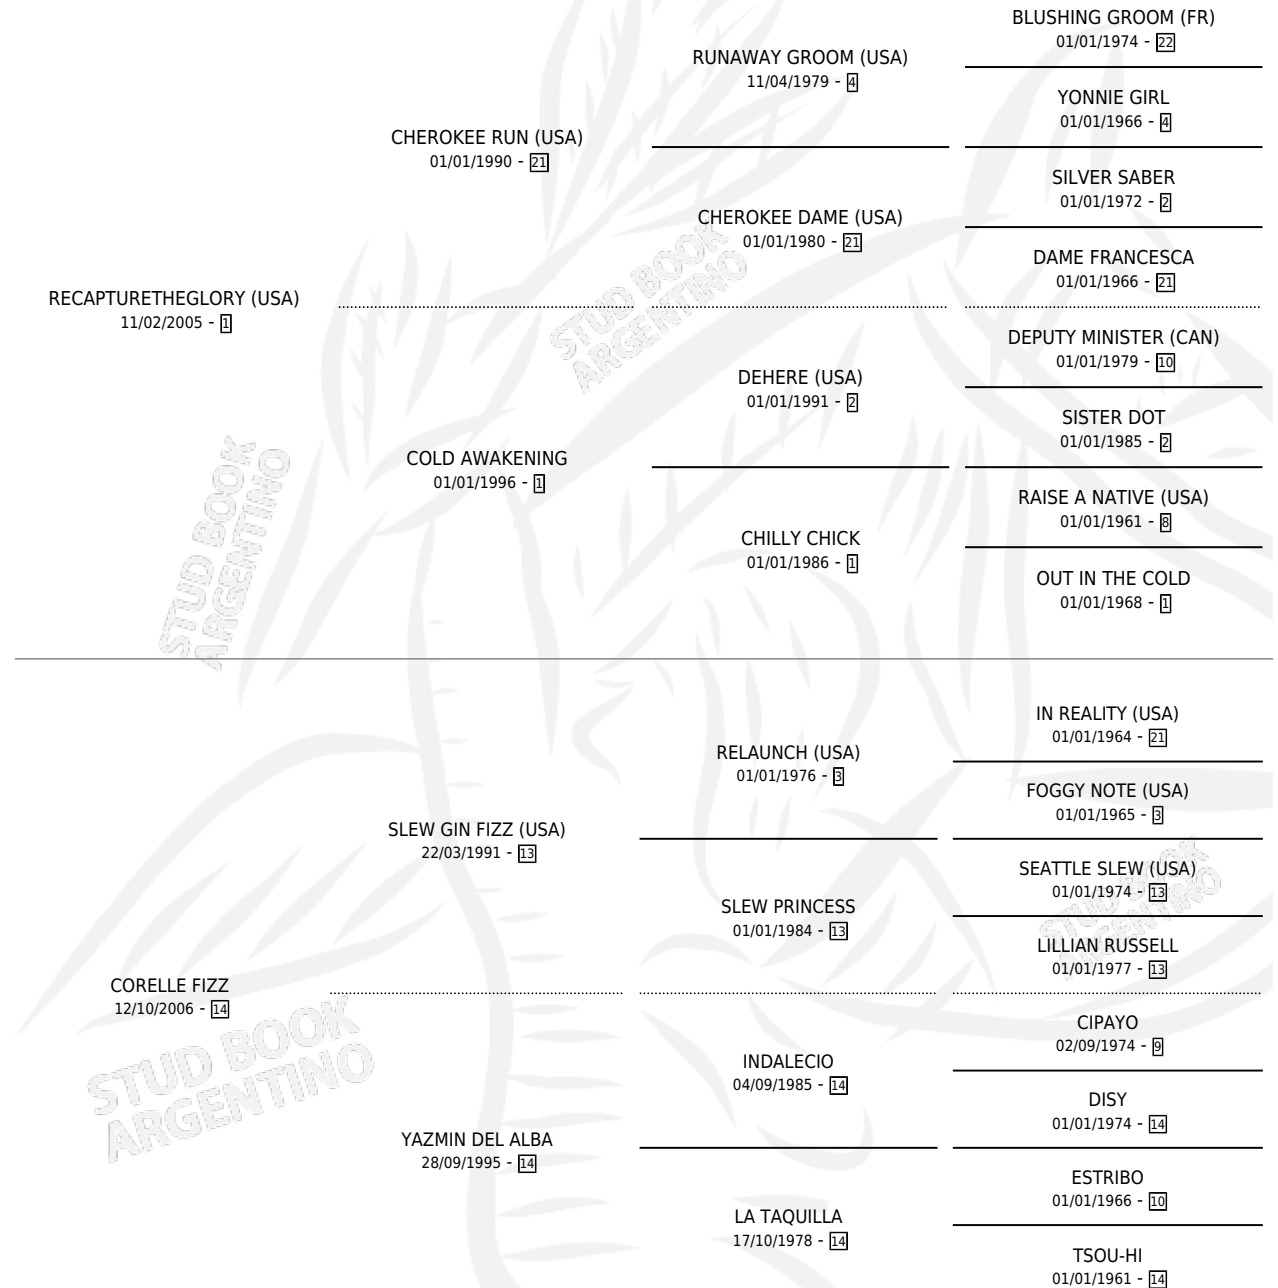 BLUSHING GROOM (FR)
01/01/1974 - 22
RUNAWAY GROOM (USA)
11/04/1979 - 4
YONNIE GIRL
01/01/1966 - 4
CHEROKEE RUN (USA)
01/01/1990 - 21
SILVER SABER
01/01/1972 - 2
CHEROKEE DAME (USA)
01/01/1980 - 21
DAME FRANCESCA
01/01/1966 - 21
RECAPTURETHEGLORY (USA)
11/02/2005 - 1
STUD BOOK
ARGENTINO
DEPUTY MINISTER (CAN)
01/01/1979 - 10
DEHERE (USA)
01/01/1991 - 2
SISTER DOT
01/01/1985 - 2
COLD AWAKENING
01/01/1996 - 1
RAISE A NATIVE (USA)
01/01/1961 - 8
CHILLY CHICK
01/01/1986 - 1
OUT IN THE COLD
01/01/1968 - 1
STUD BOOK
ARGENTINO
IN REALITY (USA)
01/01/1964 - 21
RELAUNCH (USA)
01/01/1976 - 3
FOGGY NOTE (USA)
01/01/1965 - 3
SLEW GIN FIZZ (USA)
22/03/1991 - 13
SEATTLE SLEW (USA)
01/01/1974 - 13
SLEW PRINCESS
01/01/1984 - 13
STUD BOOK
ARGENTINO
LILLIAN RUSSELL
01/01/1977 - 13
CORELLE FIZZ
12/10/2006 - 14
STUD BOOK
ARGENTINO
CIPAYO
02/09/1974 - 9
INDALECIO
04/09/1985 - 14
DISY
01/01/1974 - 14
YAZMIN DEL ALBA
28/09/1995 - 14
ESTRIBO
01/01/1966 - 10
LA TAQUILLA
17/10/1978 - 14
TSOU-HI
01/01/1961 - 14